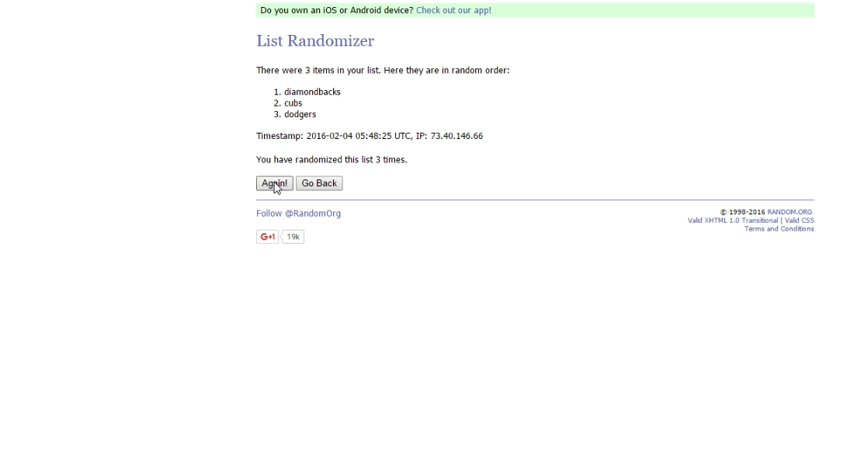 Do you own an iOS or Android device? Check out our app!
List Randomizer
There were 3 items in your list. Here they are in random order:
1. diamondbacks
2. cubs
3. dodgers
Timestamp: 2016-02-04 05:48:25 UTC, IP: 73.40.146.66
You have randomized this list 3 times.
Again! Go Back
Follow @RandomOrg
© 1998-2016 RANDOM.ORG
Valid XHTML 1.0 Transitional | Valid CSS
Terms and Conditions
G+1 19k